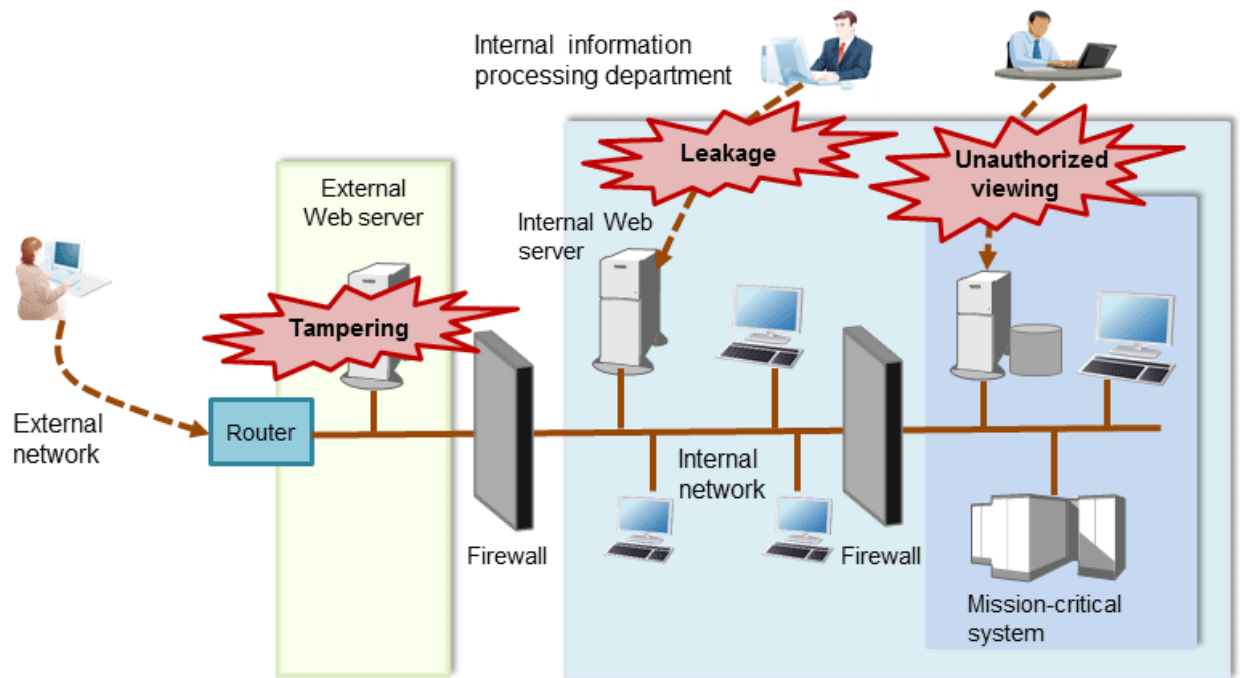 Internal information
processing department
Leakage
Unauthorized
viewing
External
Web server
Internal Web
server
Tampering
External
network
Router
Internal
network
Firewall
Firewall
Mission-critical
system